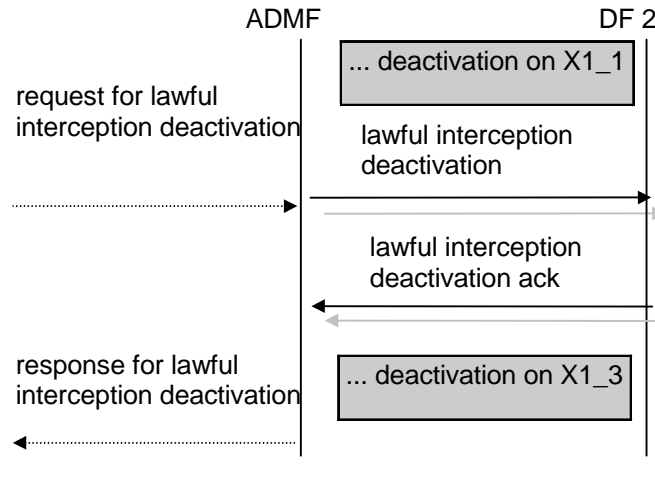 ADMF DF 2
... deactivation on X1_1
request for lawful
interception deactivation
lawful interception
deactivation
lawful interception
deactivation ack
response for lawful
interception deactivation
... deactivation on X1_3